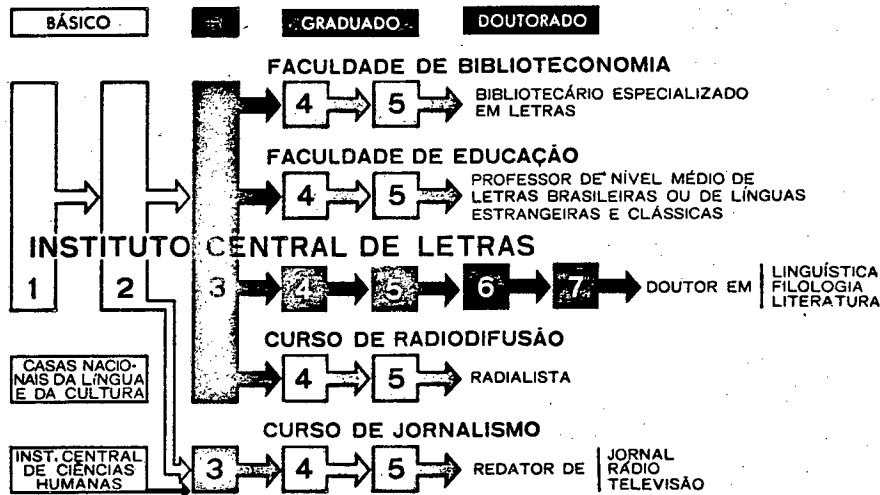 BÁSICO
GRADUADO
DOUTORADO
FACULDADE DE BIBLIOTECONOMIA
4
5
BIBLIOTECÁRIO ESPECIALIZADO
EM LETRAS
FACULDADE DE EDUCAÇÃO
4
5
PROFESSOR DE NÍVEL MÉDIO DE
LETRAS BRASILEIRAS OU DE LÍNGUAS
ESTRANGEIRAS E CLÁSSICAS
INSTITUTO CENTRAL DE LETRAS
1
2
3
4
5
6
7
DOUTOR EM
LINGUÍSTICA
FILOLOGIA
LITERATURA
CURSO DE RADIODIFUSÃO
4
5
RADIALISTA
CASAS NACIO-
NAIS DA LÍNGUA
E DA CULTURA
CURSO DE JORNALISMO
INST. CENTRAL
DE CIÊNCIAS
HUMANAS
3
4
5
REDATOR DE
JORNAL
RÁDIO
TELEVISÃO